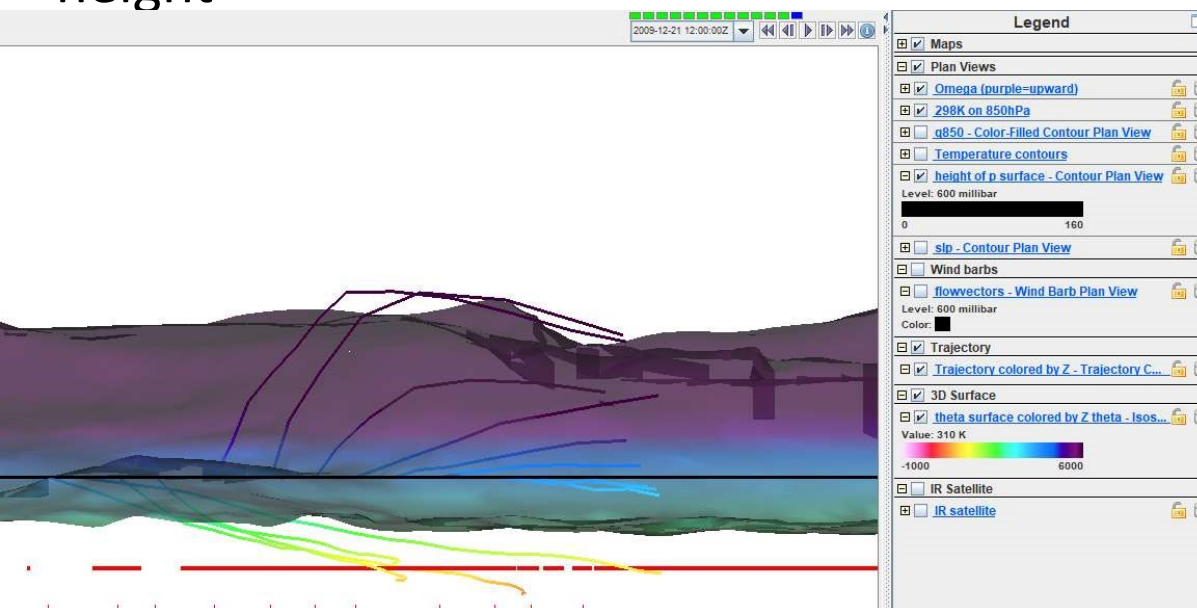 height
2009-12-21 12:00:00Z
Legend
Maps
Plan Views
Omega (purple=upward)
298K on 850hPa
q850 - Color-Filled Contour Plan View
Temperature contours
height of p surface - Contour Plan View
Level: 600 millibar
0 160
slp - Contour Plan View
Wind barbs
flowvectors - Wind Barb Plan View
Level: 600 millibar
Color:
Trajectory
Trajectory colored by Z - Trajectory C...
3D Surface
theta surface colored by Z theta - Isos...
Value: 310 K
-1000 6000
IR Satellite
IR satellite